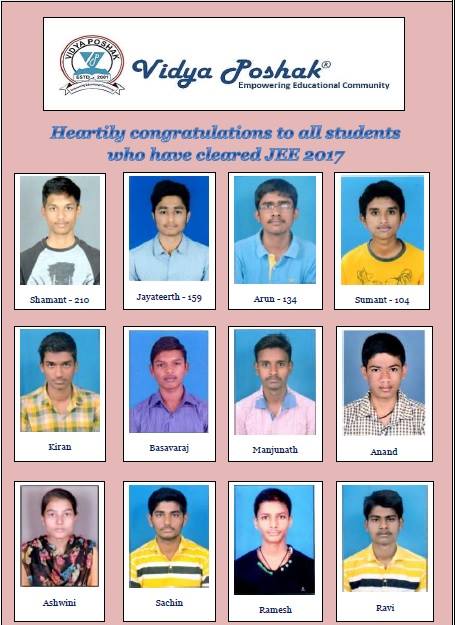 VIDYA POSHAK
ESTD. 2001
Vidya Poshak®
Empowering Educational Community
Heartily congratulations to all students
who have cleared JEE 2017
Shamant - 210
Jayateerth - 159
Arun - 134
Sumant - 104
Kiran
Basavaraj
Manjunath
Anand
Ashwini
Sachin
Ramesh
Ravi